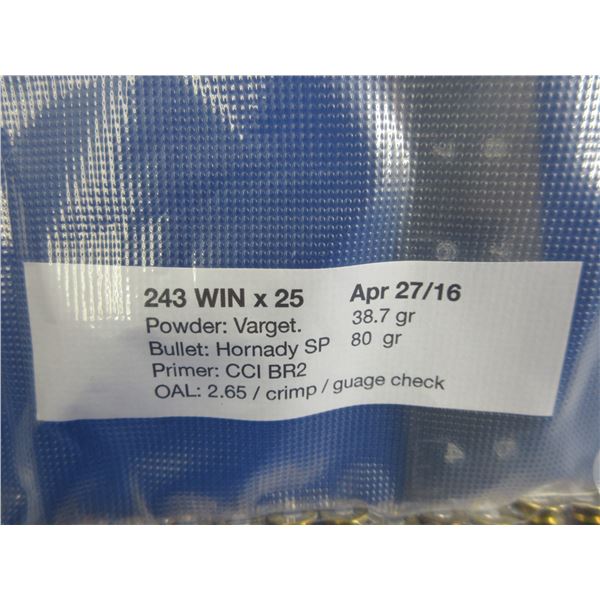 243 WIN x 25 Apr 27/16
Powder: Varget. 38.7 gr
Bullet: Hornady SP 80 gr
Primer: CCI BR2
OAL: 2.65 / crimp / guage check